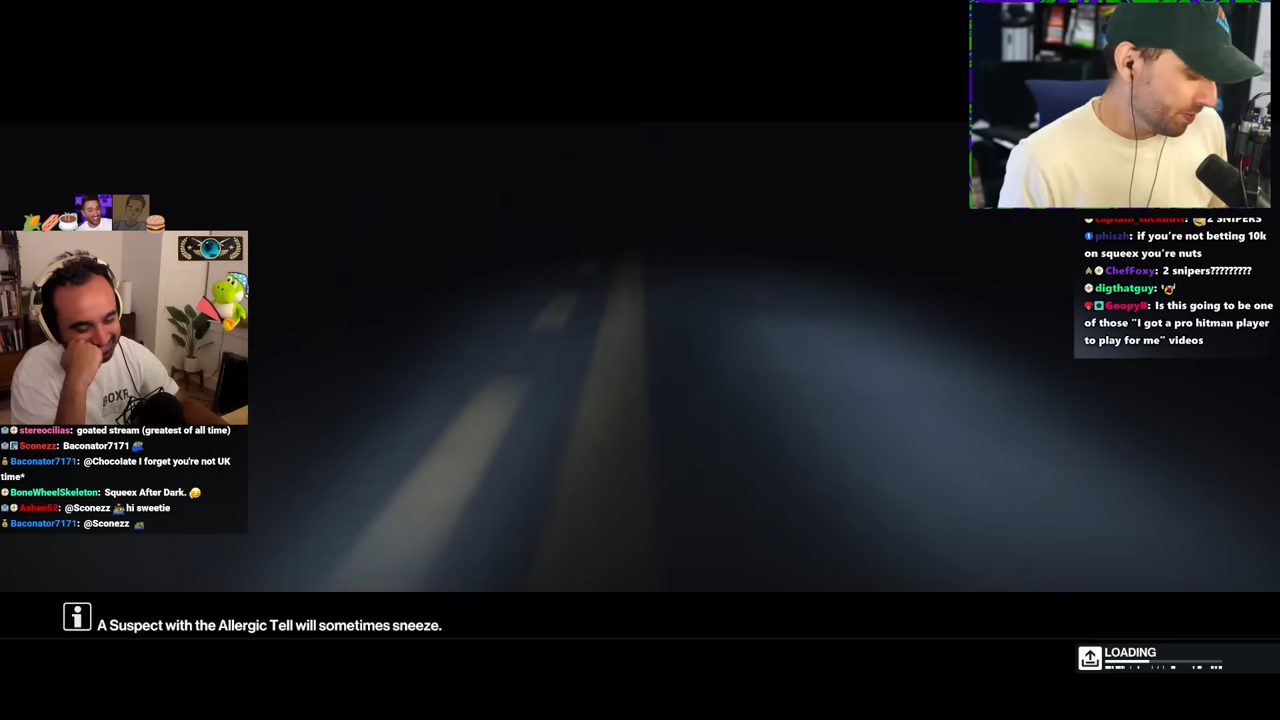 BOXR
stereocilias: goated stream (greatest of all time)
Sconezz: Baconator7171
Baconator7171: @Chocolate I forget you're not UK
time*
BoneWheelSkeleton: Squeex After Dark.
Ashen52: @Sconezz hi sweetie
Baconator7171: @Sconezz
2 SNIPERS
phiszh: if you're not betting 10k
on squeex you're nuts
ChefFoxy: 2 snipers?????????
digthatguy:
GoopyB: Is this going to be one
of those "I got a pro hitman player
to play for me" videos
A Suspect with the Allergic Tell will sometimes sneeze.
LOADING